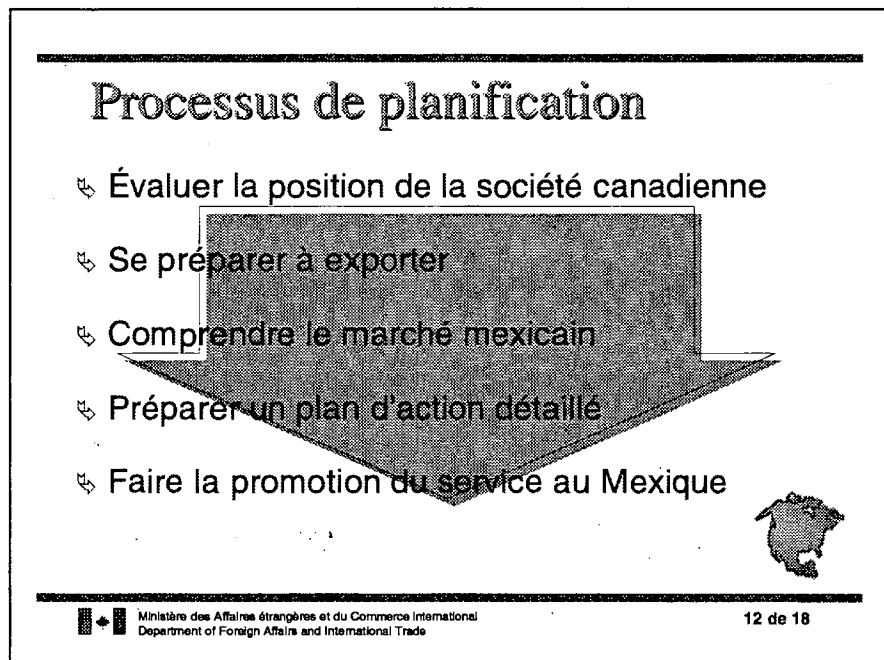 Processus de planification
Évaluer la position de la société canadienne
Se préparer à exporter
Comprendre le marché mexicain
Préparer un plan d'action détaillé
Faire la promotion du service au Mexique
Ministère des Affaires étrangères et du Commerce international
Department of Foreign Affairs and International Trade
12 de 18